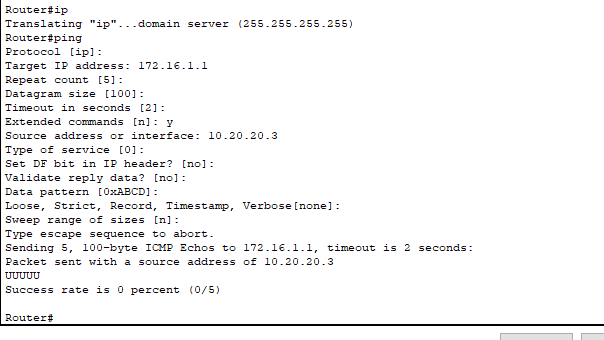 Router#ip
Translating "ip"...domain server (255.255.255.255)
Router#ping
Protocol [ip]:
Target IP address: 172.16.1.1
Repeat count [5]:
Datagram size [100]:
Timeout in seconds [2]:
Extended commands [n]: y
Source address or interface: 10.20.20.3
Type of service [0]:
Set DF bit in IP header? [no]:
Validate reply data? [no]:
Data pattern [0xABCD]:
Loose, Strict, Record, Timestamp, Verbose[none]:
Sweep range of sizes [n]:
Type escape sequence to abort.
Sending 5, 100-byte ICMP Echos to 172.16.1.1, timeout is 2 seconds:
Packet sent with a source address of 10.20.20.3
UUUUU
Success rate is 0 percent (0/5)
Router#